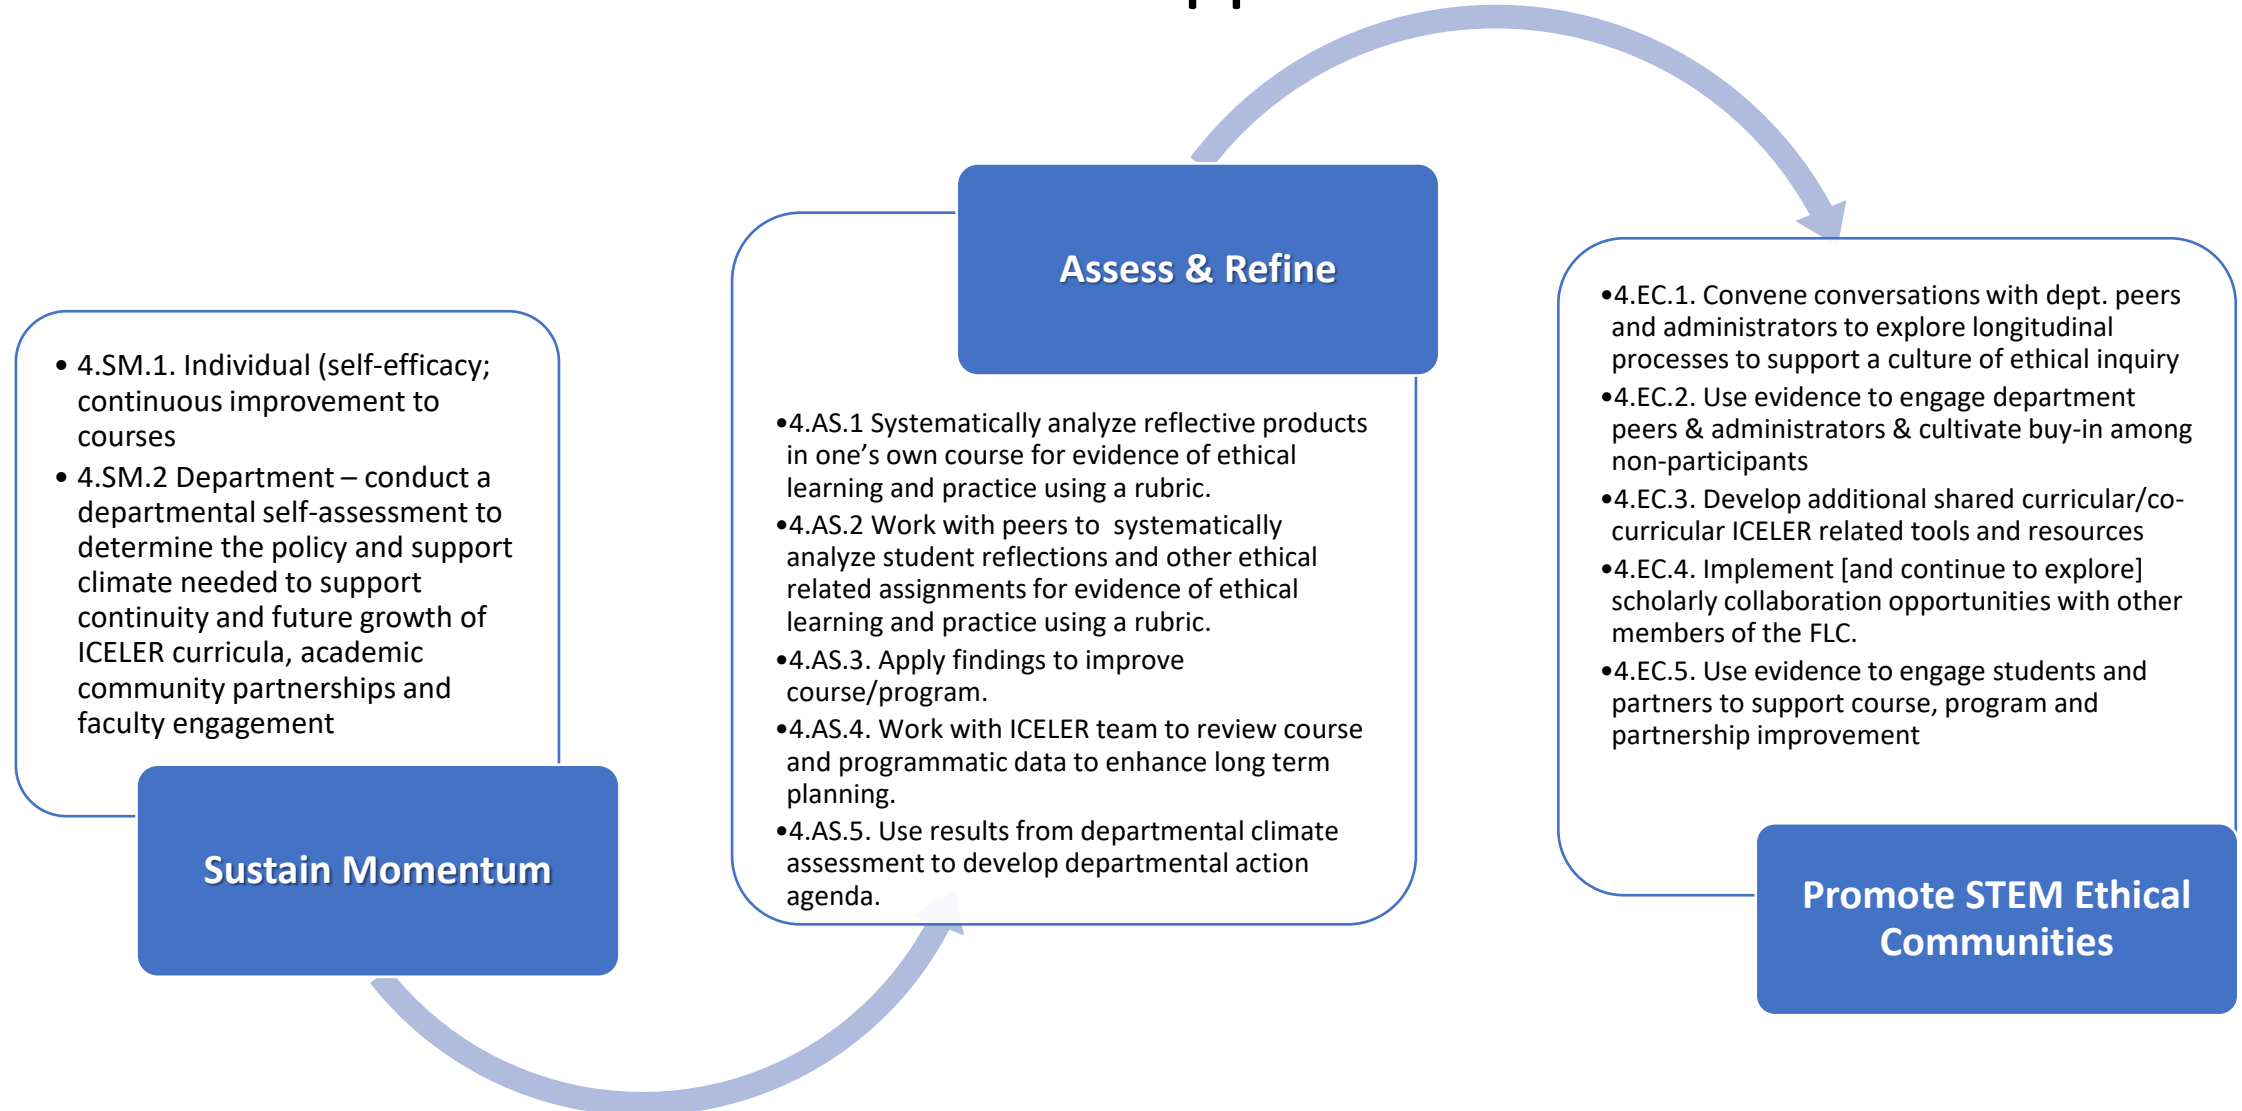 • 4.SM.1. Individual (self-efficacy;
continuous improvement to
courses
• 4.SM.2 Department – conduct a
departmental self-assessment to
determine the policy and support
climate needed to support
continuity and future growth of
ICELER curricula, academic
community partnerships and
faculty engagement
Sustain Momentum
Assess & Refine
•4.AS.1 Systematically analyze reflective products
in one’s own course for evidence of ethical
learning and practice using a rubric.
•4.AS.2 Work with peers to  systematically
analyze student reflections and other ethical
related assignments for evidence of ethical
learning and practice using a rubric.
•4.AS.3. Apply findings to improve
course/program.
•4.AS.4. Work with ICELER team to review course
and programmatic data to enhance long term
planning.
•4.AS.5. Use results from departmental climate
assessment to develop departmental action
agenda.
•4.EC.1. Convene conversations with dept. peers
and administrators to explore longitudinal
processes to support a culture of ethical inquiry
•4.EC.2. Use evidence to engage department
peers & administrators & cultivate buy-in among
non-participants
•4.EC.3. Develop additional shared curricular/co-
curricular ICELER related tools and resources
•4.EC.4. Implement [and continue to explore]
scholarly collaboration opportunities with other
members of the FLC.
•4.EC.5. Use evidence to engage students and
partners to support course, program and
partnership improvement
Promote STEM Ethical
Communities